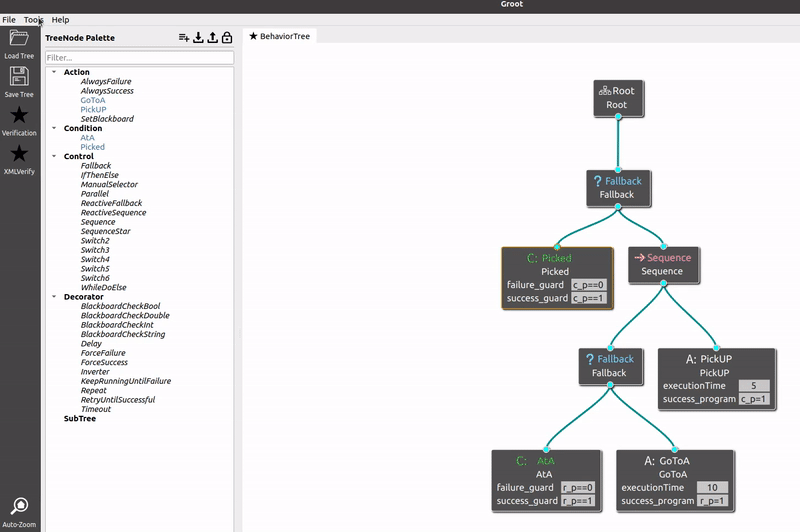 Groot
File Tools Help
Load Tree
Save Tree
Verification
XMLVerify
Auto-Zoom
TreeNode Palette
Filter...
Action
AlwaysFailure
AlwaysSuccess
GoToA
PickUP
SetBlackboard
Condition
AtA
Picked
Control
Fallback
IfThenElse
ManualSelector
Parallel
ReactiveFallback
ReactiveSequence
Sequence
SequenceStar
Switch2
Switch3
Switch4
Switch5
Switch6
WhileDoElse
Decorator
BlackboardCheckBool
BlackboardCheckDouble
BlackboardCheckInt
BlackboardCheckString
Delay
ForceFailure
ForceSuccess
Inverter
KeepRunningUntilFailure
Repeat
RetryUntilSuccessful
Timeout
SubTree
BehaviorTree
Root
Root
? Fallback
Fallback
C: Picked
Picked
failure_guard c_p==0
success_guard c_p==1
Sequence
Sequence
? Fallback
Fallback
A: PickUP
PickUP
executionTime 5
success_program c_p=1
C: AtA
AtA
failure_guard r_p==0
success_guard r_p==1
A: GoToA
GoToA
executionTime 10
success_program r_p=1